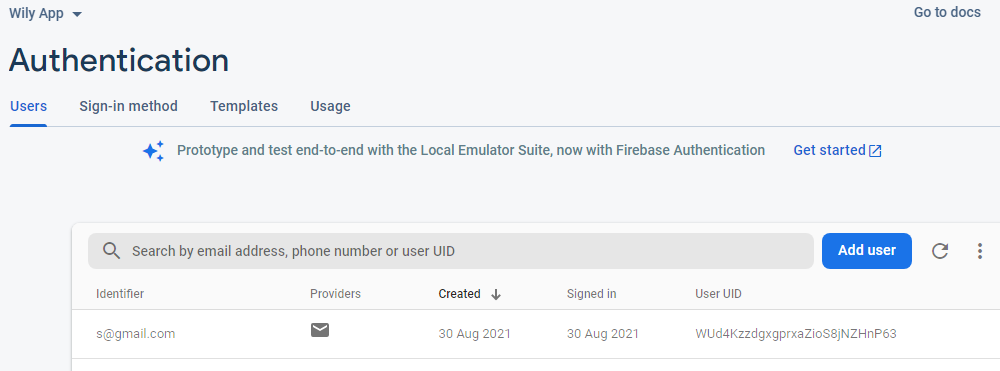 Wily App
Go to docs
Authentication
Users Sign-in method Templates Usage
Prototype and test end-to-end with the Local Emulator Suite, now with Firebase Authentication Get started
Search by email address, phone number or user UID
Add user
Identifier Providers Created Signed in User UID
s@gmail.com 30 Aug 2021 30 Aug 2021 WUd4KzzdgxgprxaZioS8jNZHnP63